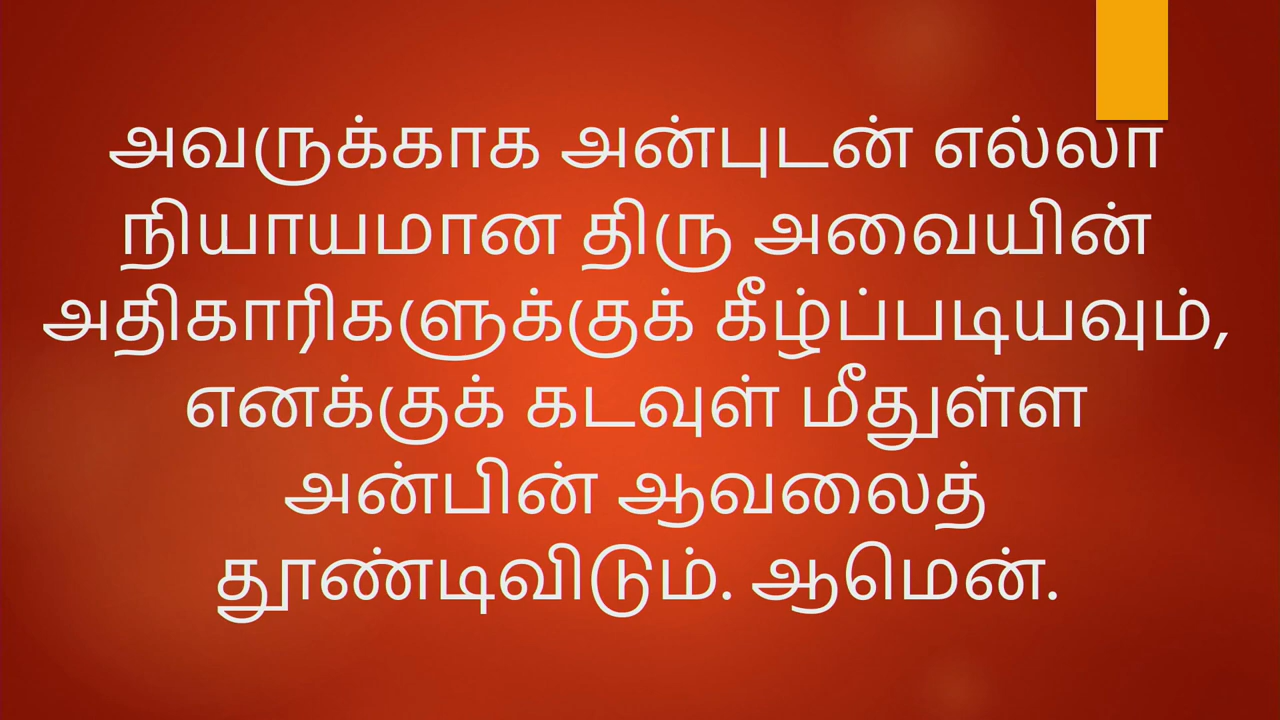 அவருக்காக அன்புடன் எல்லா
நியாயமான திரு அவையின்
அதிகாரிகளுக்குக் கீழ்ப்படியவும்,
எனக்குக் கடவுள் மீதுள்ள
அன்பின் ஆவலைத்
தூண்டிவிடும். ஆமென்.